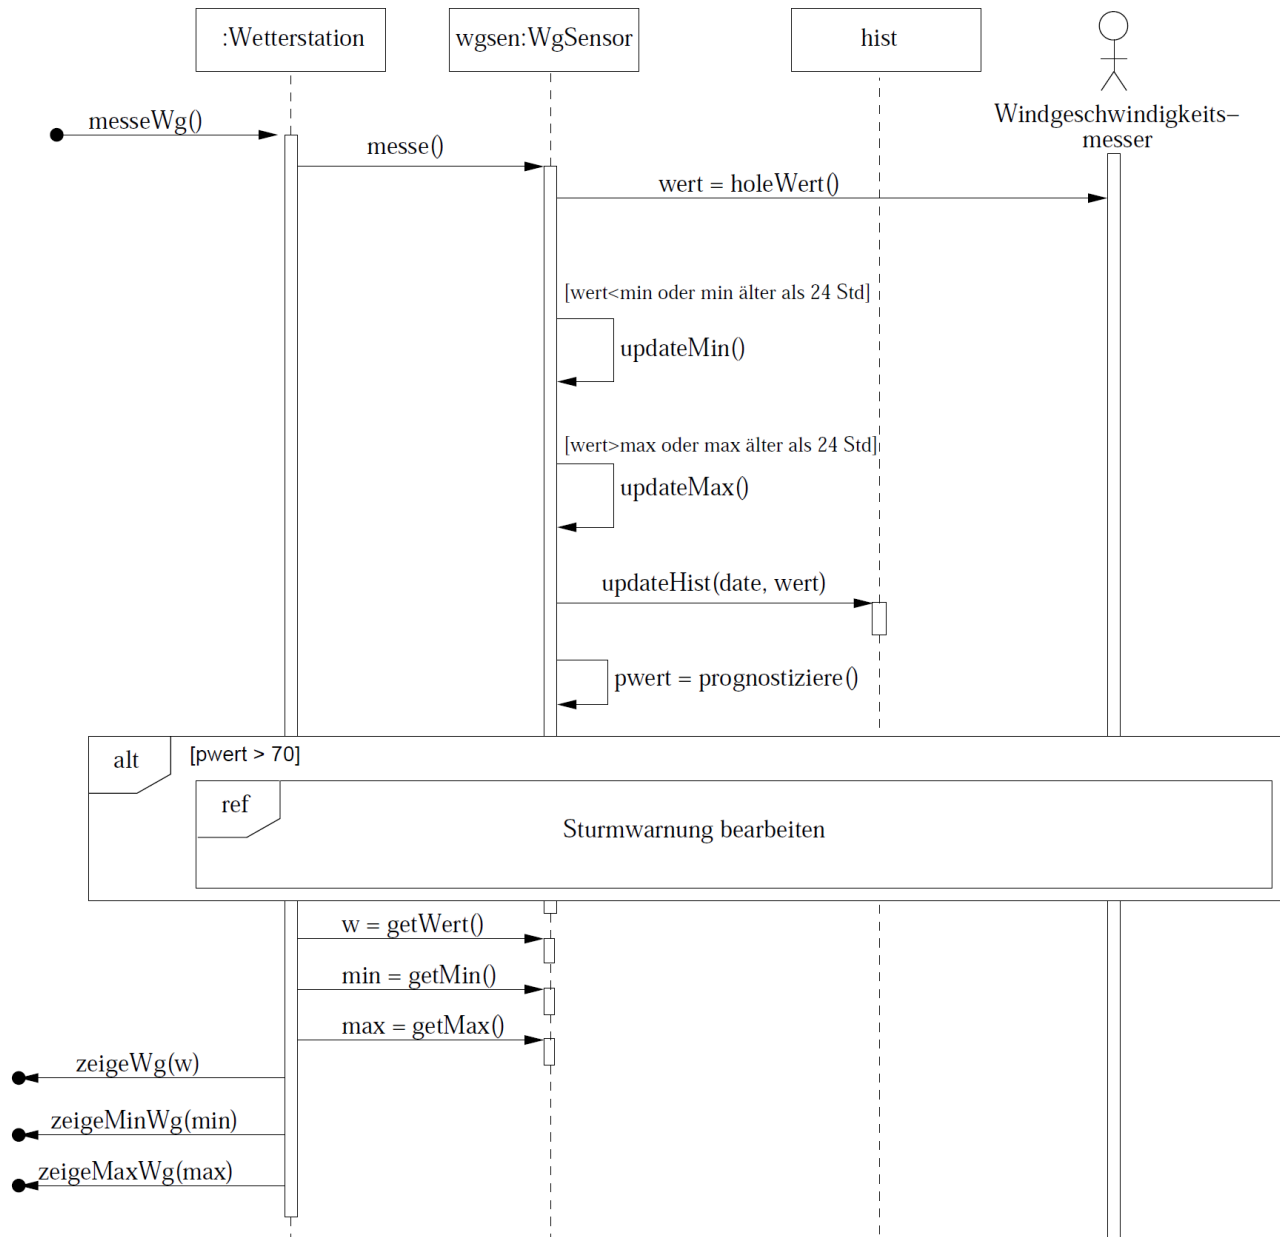 :Wetterstation
wgsen:WgSensor
hist
Windgeschwindigkeits–
messer
messeWg()
messe()
wert = holeWert()
[wert<min oder min älter als 24 Std]
updateMin()
[wert>max oder max älter als 24 Std]
updateMax()
updateHist(date, wert)
pwert = prognostiziere()
alt
[pwert > 70]
ref
Sturmwarnung bearbeiten
w = getWert()
min = getMin()
max = getMax()
zeigeWg(w)
zeigeMinWg(min)
zeigeMaxWg(max)